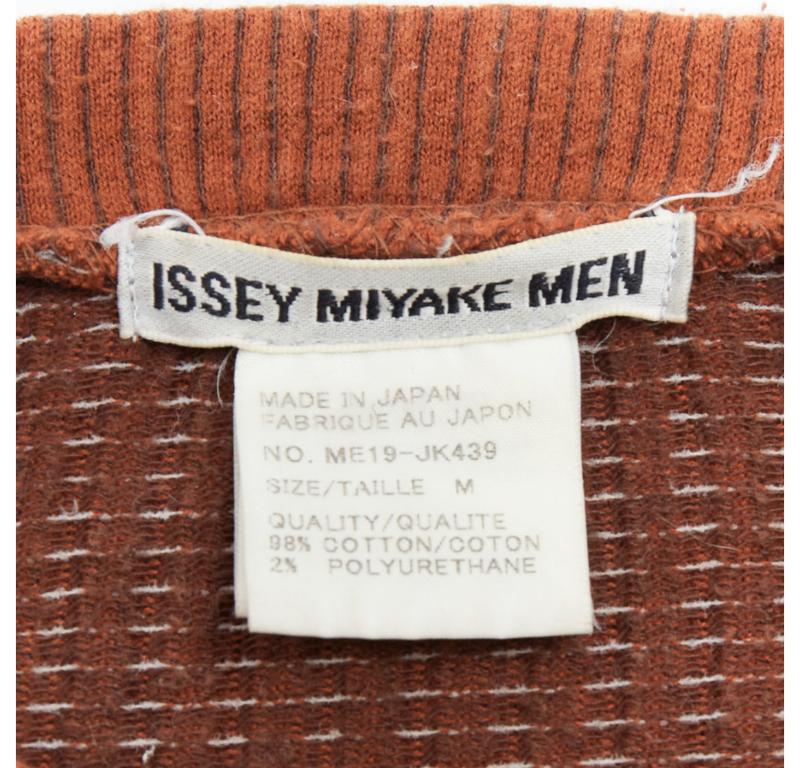 ISSEY MIYAKE MEN
MADE IN JAPAN
FABRIQUE AU JAPON
NO. ME19-JK439
SIZE/TAILLE M
QUALITY/QUALITE
98% COTTON/COTON
2% POLYURETHANE